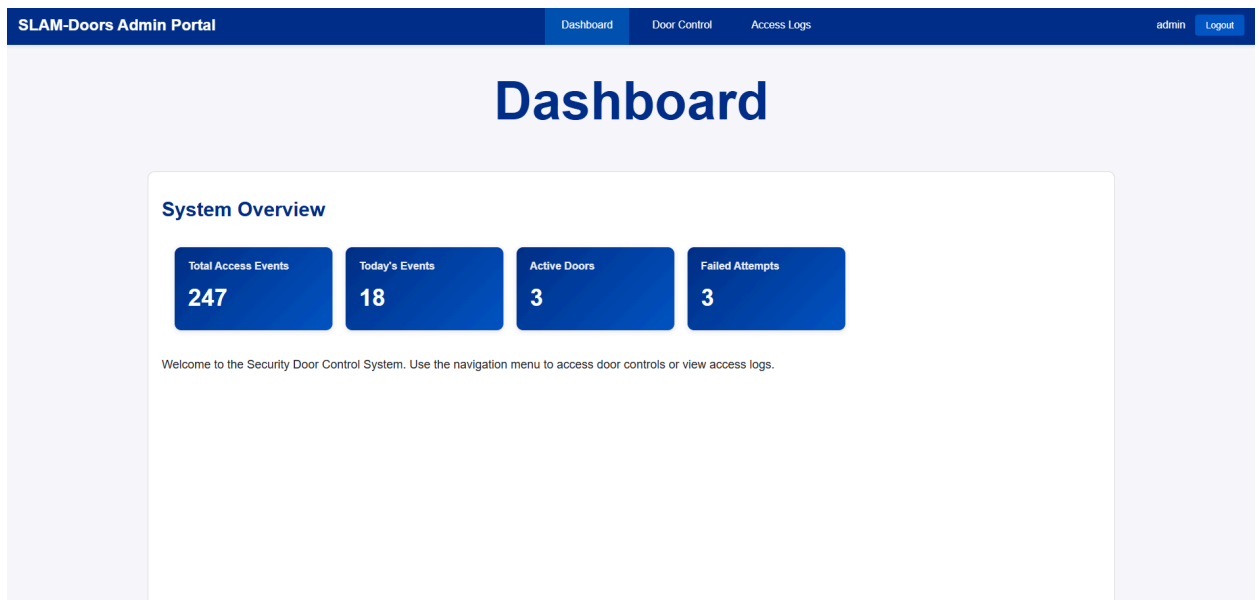 SLAM-Doors Admin Portal
Dashboard
Door Control
Access Logs
admin
Logout
Dashboard
System Overview
Total Access Events
247
Today's Events
18
Active Doors
3
Failed Attempts
3
Welcome to the Security Door Control System. Use the navigation menu to access door controls or view access logs.